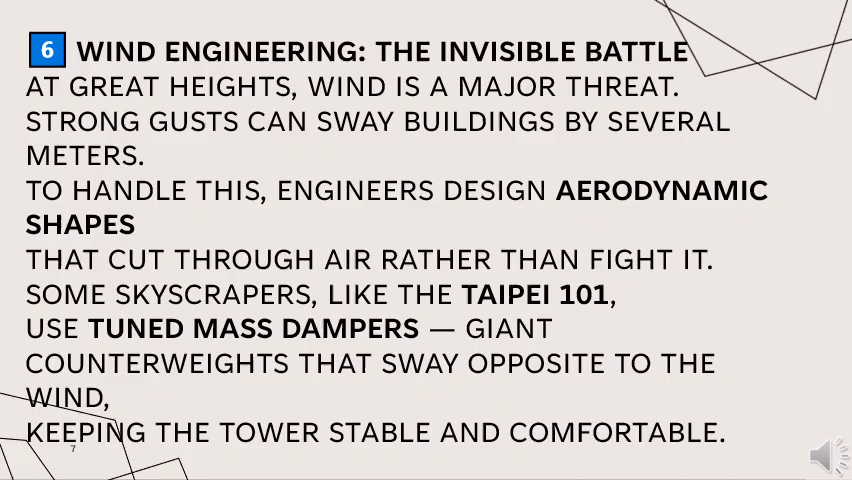 6 WIND ENGINEERING: THE INVISIBLE BATTLE
AT GREAT HEIGHTS, WIND IS A MAJOR THREAT.
STRONG GUSTS CAN SWAY BUILDINGS BY SEVERAL
METERS.
TO HANDLE THIS, ENGINEERS DESIGN AERODYNAMIC
SHAPES
THAT CUT THROUGH AIR RATHER THAN FIGHT IT.
SOME SKYSCRAPERS, LIKE THE TAIPEI 101,
USE TUNED MASS DAMPERS — GIANT
COUNTERWEIGHTS THAT SWAY OPPOSITE TO THE
WIND,
KEEPING THE TOWER STABLE AND COMFORTABLE.
7